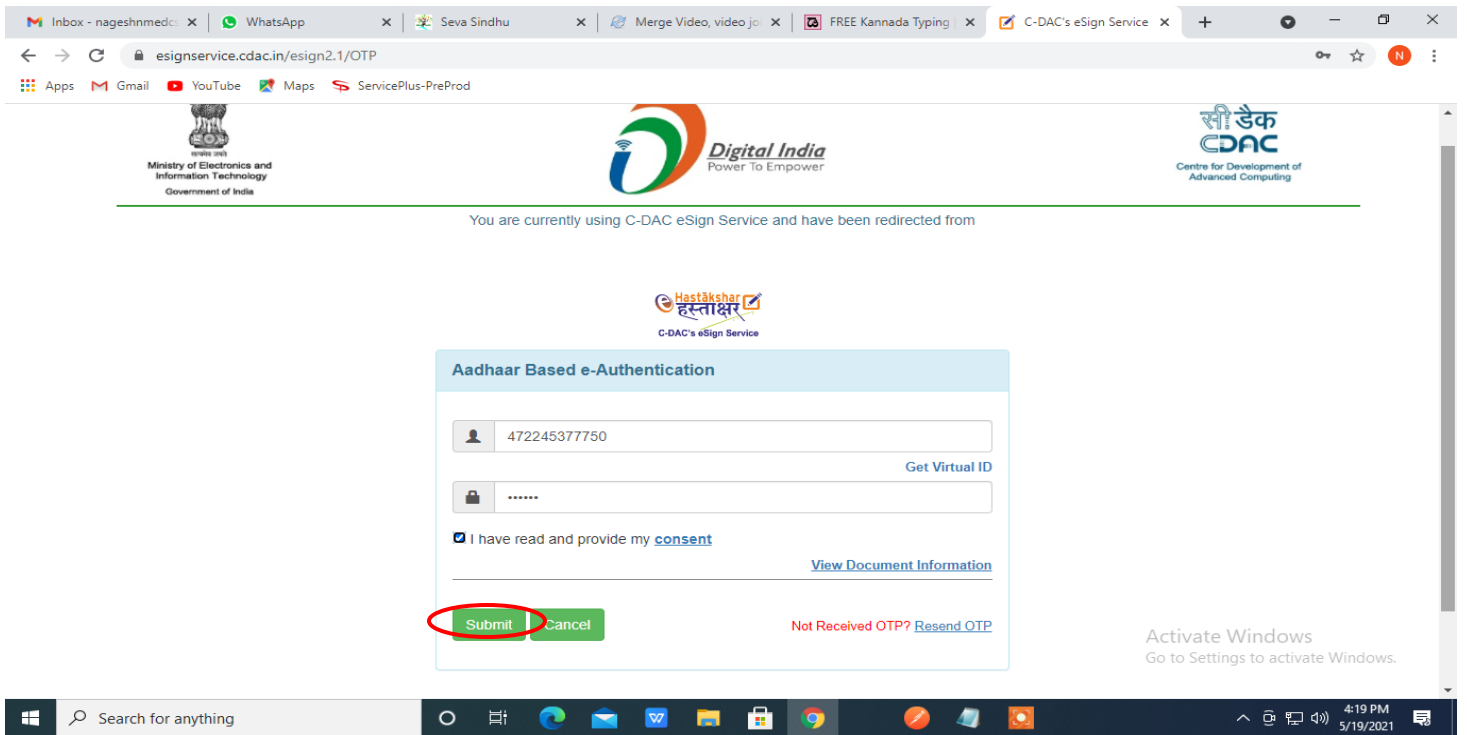 Inbox - nageshnmedcs
WhatsApp
Seva Sindhu
Merge Video, video joi
FREE Kannada Typing |
C-DAC's eSign Service
esignservice.cdac.in/esign2.1/OTP
N
Apps
Gmail
YouTube
Maps
ServicePlus-PreProd
सत्यमेव जयते
Ministry of Electronics and
Information Technology
Government of India
Digital India
Power To Empower
सी डैक
CDAC
Centre for Development of
Advanced Computing
You are currently using C-DAC eSign Service and have been redirected from
e Hastākshar
हस्ताक्षर
C-DAC's eSign Service
Aadhaar Based e-Authentication
472245377750
Get Virtual ID
••••••
I have read and provide my consent
View Document Information
Submit
Cancel
Not Received OTP? Resend OTP
Activate Windows
Go to Settings to activate Windows.
Search for anything
4:19 PM
5/19/2021